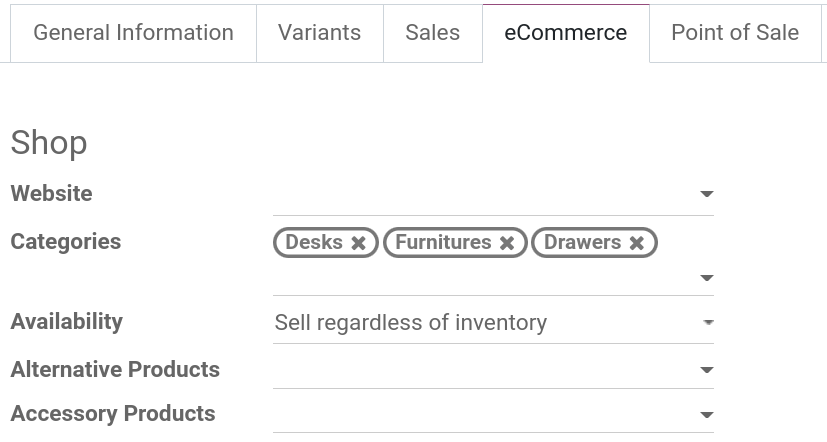 General Information Variants Sales eCommerce Point of Sale
Shop
Website
Categories Desks Furnitures Drawers
Availability Sell regardless of inventory
Alternative Products
Accessory Products